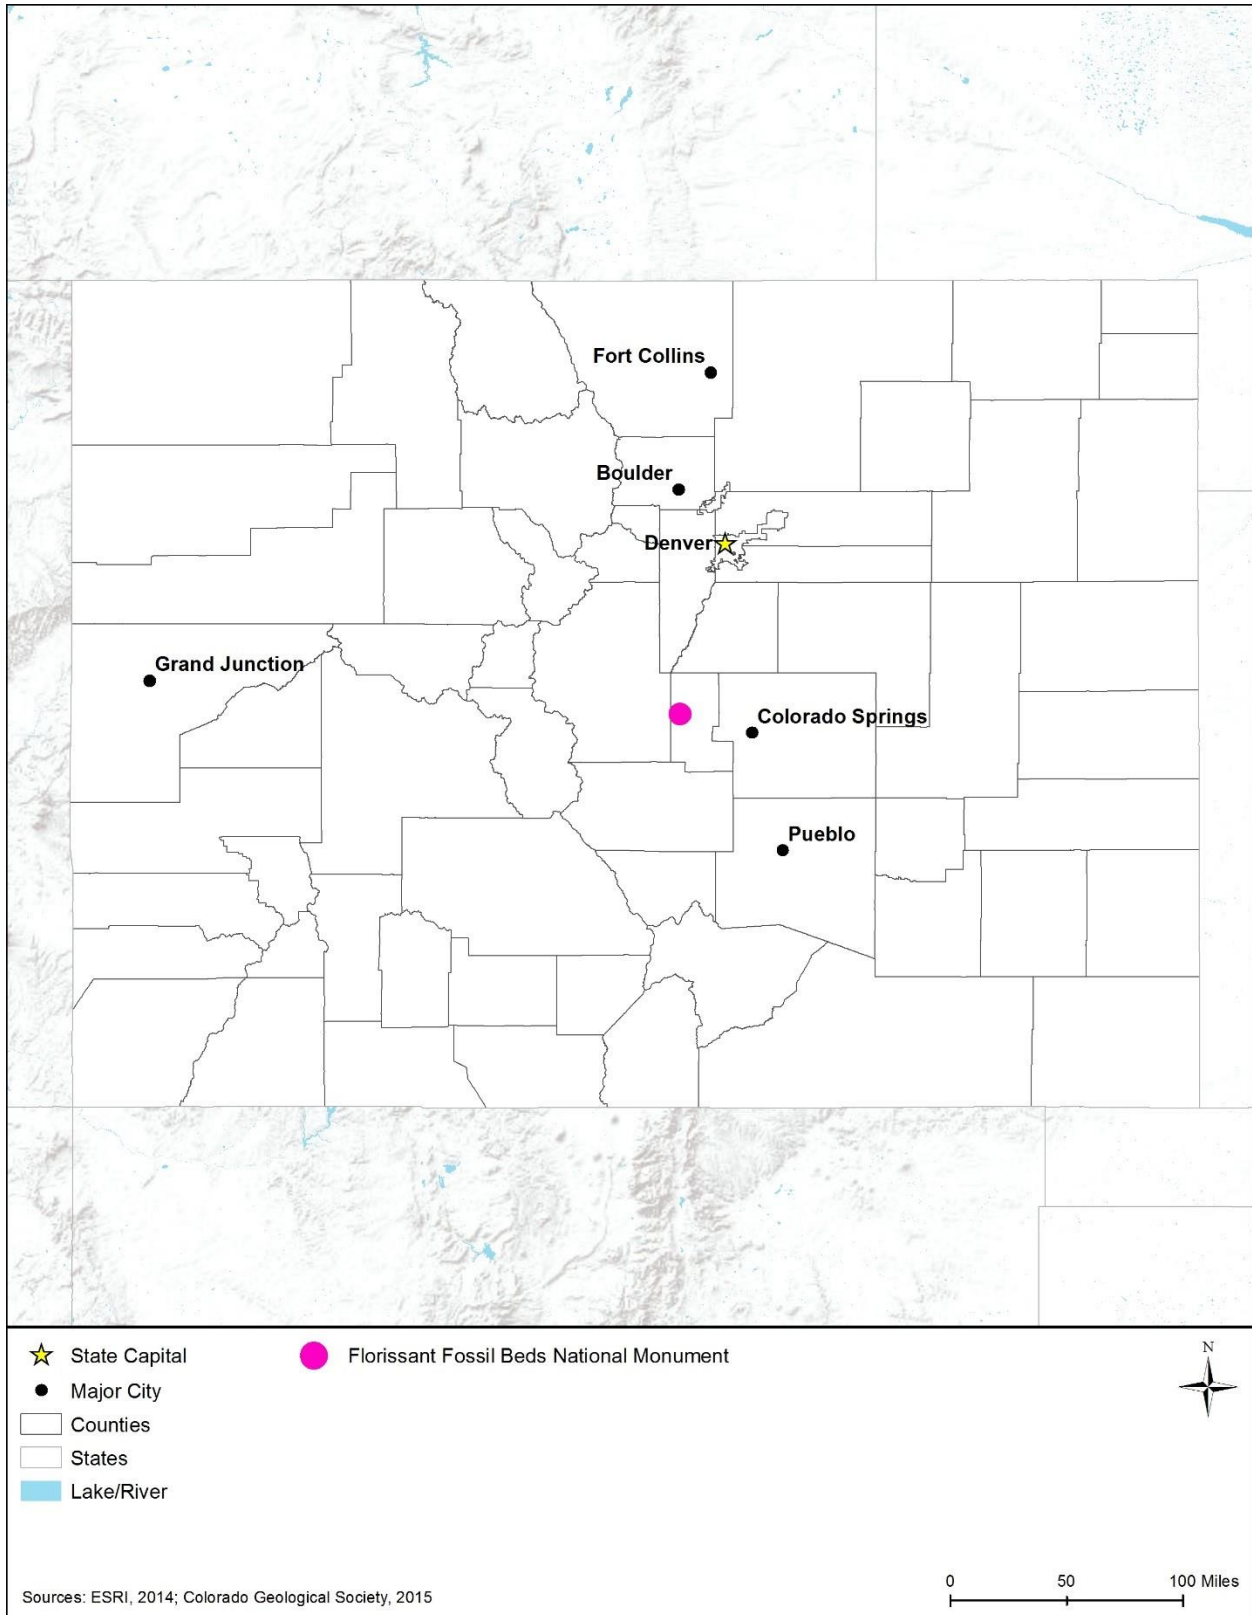 Fort Collins
Boulder
Denver
Grand Junction
Colorado Springs
Pueblo
State Capital
Florissant Fossil Beds National Monument
N
Major City
Counties
States
Lake/River
Sources: ESRI, 2014; Colorado Geological Society, 2015
0 50 100 Miles